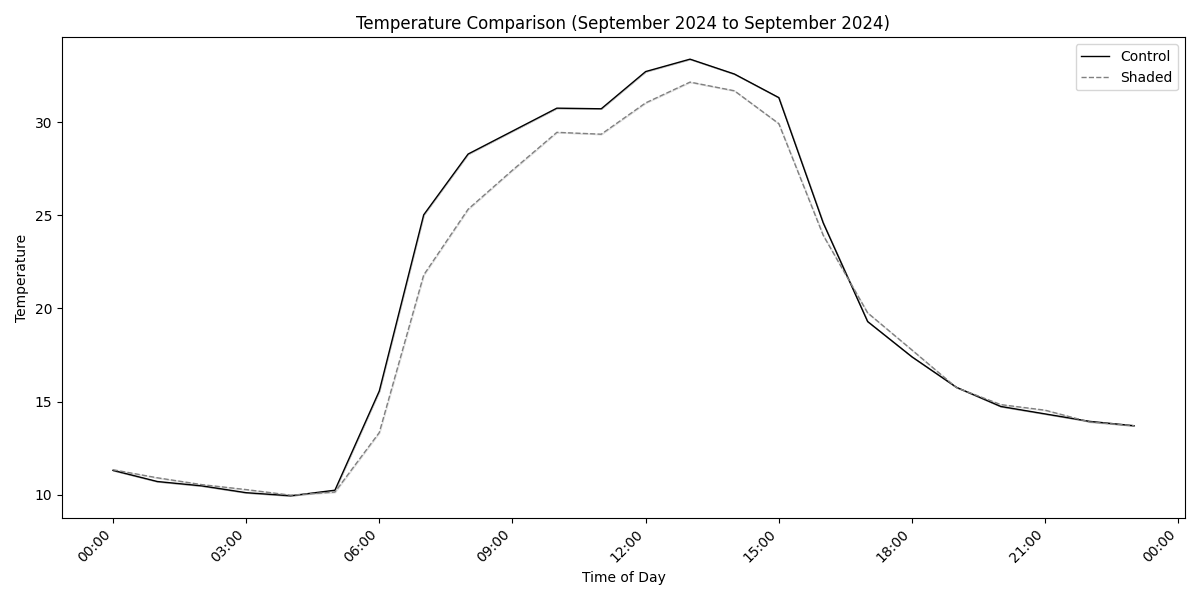 Temperature Comparison (September 2024 to September 2024)
Control
Shaded
Temperature
30
25
20
15
10
00:00
03:00
06:00
09:00
12:00
15:00
18:00
21:00
00:00
Time of Day